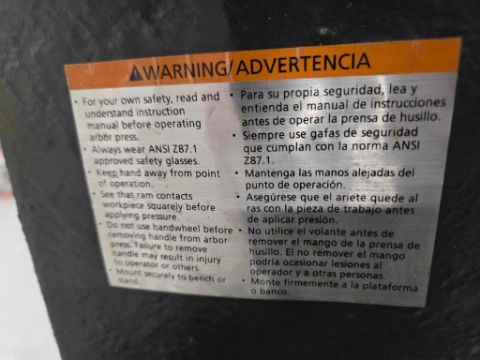 ⚠WARNING/ADVERTENCIA
• For your own safety, read and
understand instruction
manual before operating
arbor press.
• Always wear ANSI Z87.1
approved safety glasses.
• Keep hand away from point
of operation.
• See that ram contacts
workpiece squarely before
applying pressure.
• Do not use handwheel before
removing handle from arbor
press. Failure to remove
handle may result in injury
to operator or others.
• Mount securely to bench or
stand.
• Para su propia seguridad, lea y
entienda el manual de instrucciones
antes de operar la prensa de husillo.
• Siempre use gafas de seguridad
que cumplan con la norma ANSI
Z87.1.
• Mantenga las manos alejadas del
punto de operación.
• Asegúrese que el ariete quede al
ras con la pieza de trabajo antes
de aplicar presión.
• No utilice el volante antes de
remover el mango de la prensa de
husillo. El no remover el mango
podría ocasionar lesiones al
operador y a otras personas.
• Monte firmemente a la plataforma
o banco.